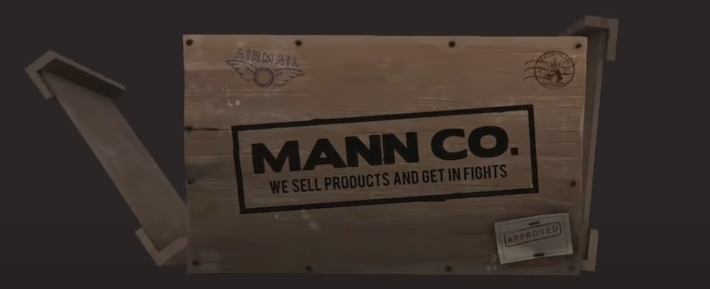 AIRMAIL
MANN CO.
WE SELL PRODUCTS AND GET IN FIGHTS
APPROVED